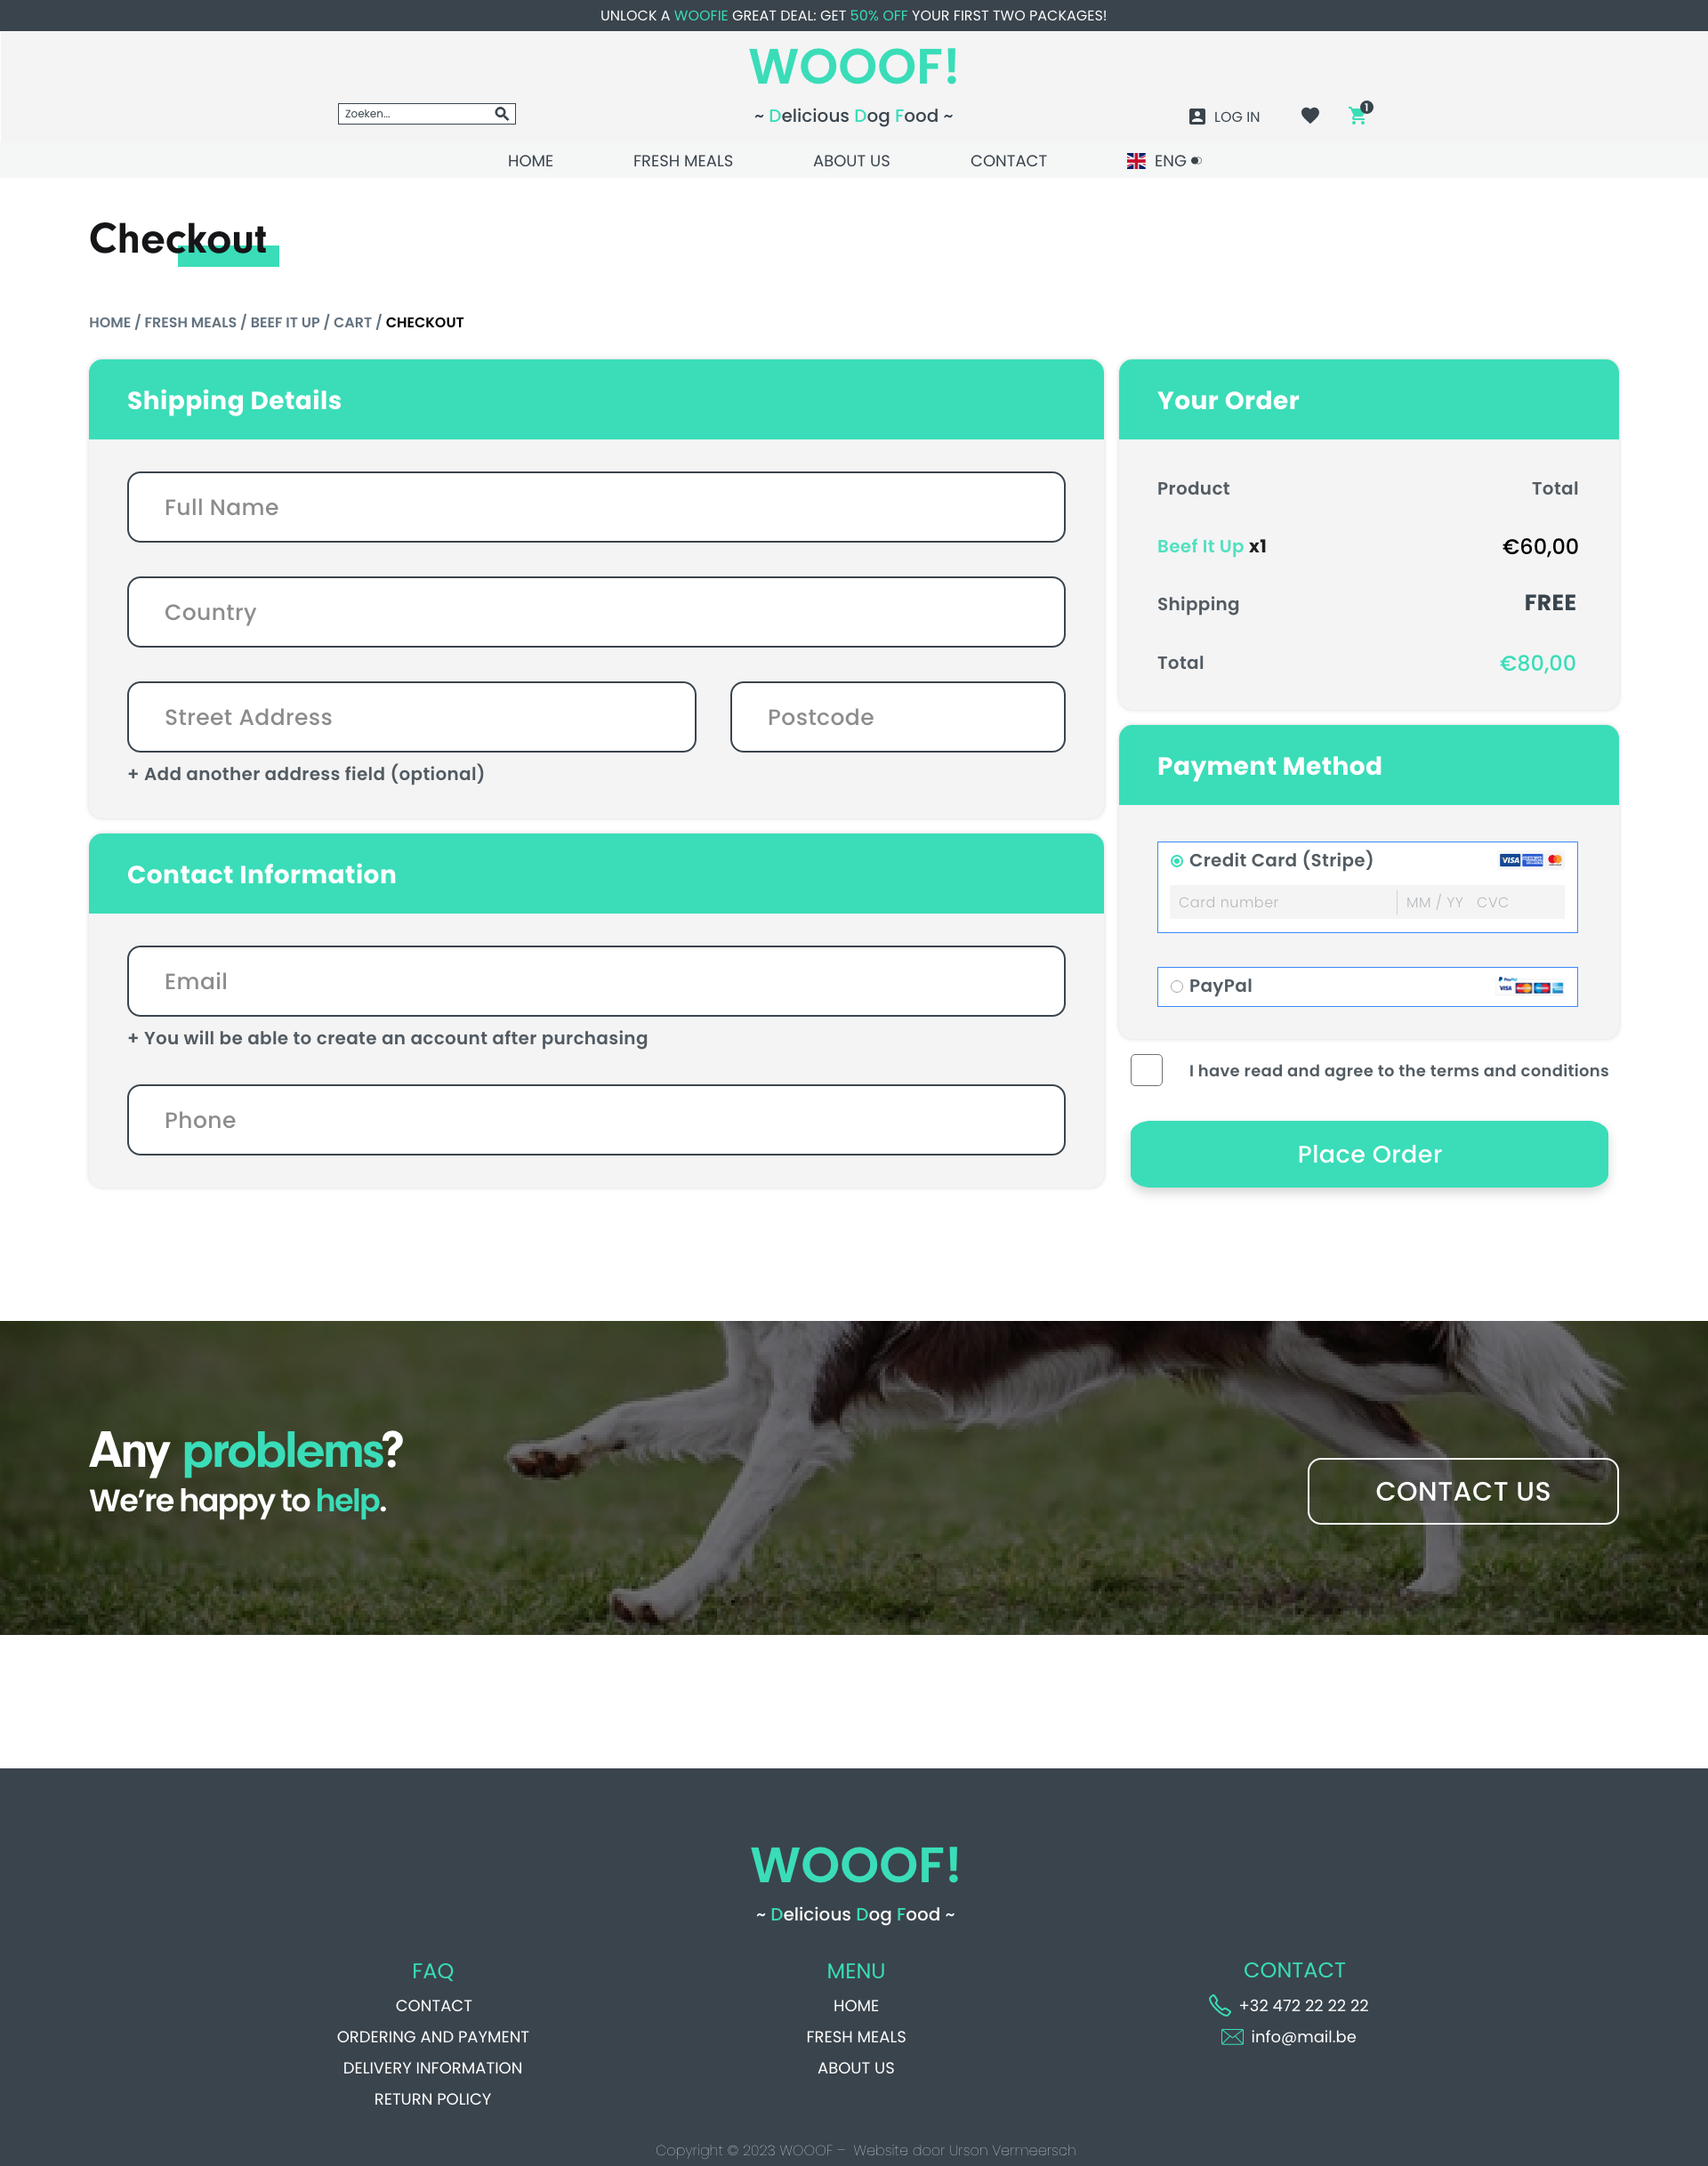 UNLOCK A WOOFIE GREAT DEAL: GET 50% OFF YOUR FIRST TWO PACKAGES!
WOOOF!
Zoeken...
~ Delicious Dog Food ~
LOG IN
1
HOME
FRESH MEALS
ABOUT US
CONTACT
ENG
Checkout
HOME / FRESH MEALS / BEEF IT UP / CART / CHECKOUT
Shipping Details
Full Name
Country
Street Address
Postcode
+ Add another address field (optional)
Contact Information
Email
+ You will be able to create an account after purchasing
Phone
Your Order
Product Total
Beef It Up x1 €60,00
Shipping FREE
Total €80,00
Payment Method
Credit Card (Stripe)
VISA
Card number
MM / YY CVC
PayPal
PayPal
VISA
I have read and agree to the terms and conditions
Place Order
Any problems?
We're happy to help.
CONTACT US
WOOOF!
~ Delicious Dog Food ~
FAQ
CONTACT
ORDERING AND PAYMENT
DELIVERY INFORMATION
RETURN POLICY
MENU
HOME
FRESH MEALS
ABOUT US
CONTACT
+32 472 22 22 22
info@mail.be
Copyright © 2023 WOOOF – Website door Urson Vermeersch